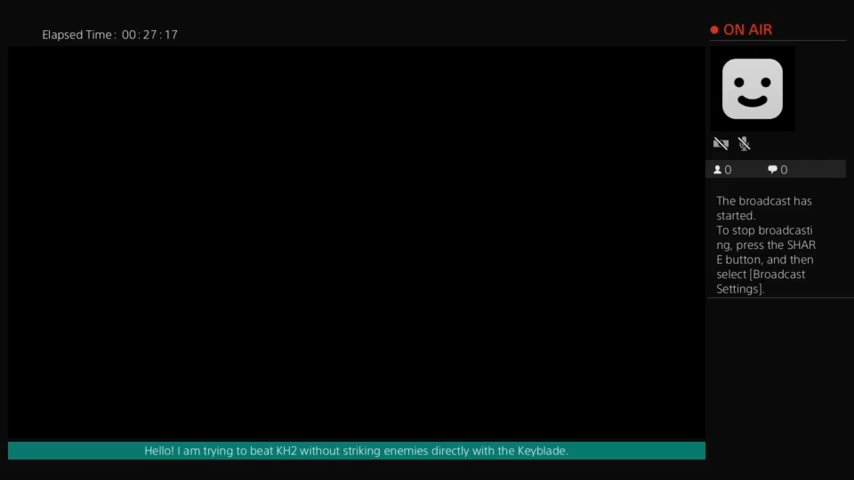 Elapsed Time: 00:27:17
ON AIR
0 0
The broadcast has
started.
To stop broadcasti
ng, press the SHAR
E button, and then
select [Broadcast
Settings].
Hello! I am trying to beat KH2 without striking enemies directly with the Keyblade.